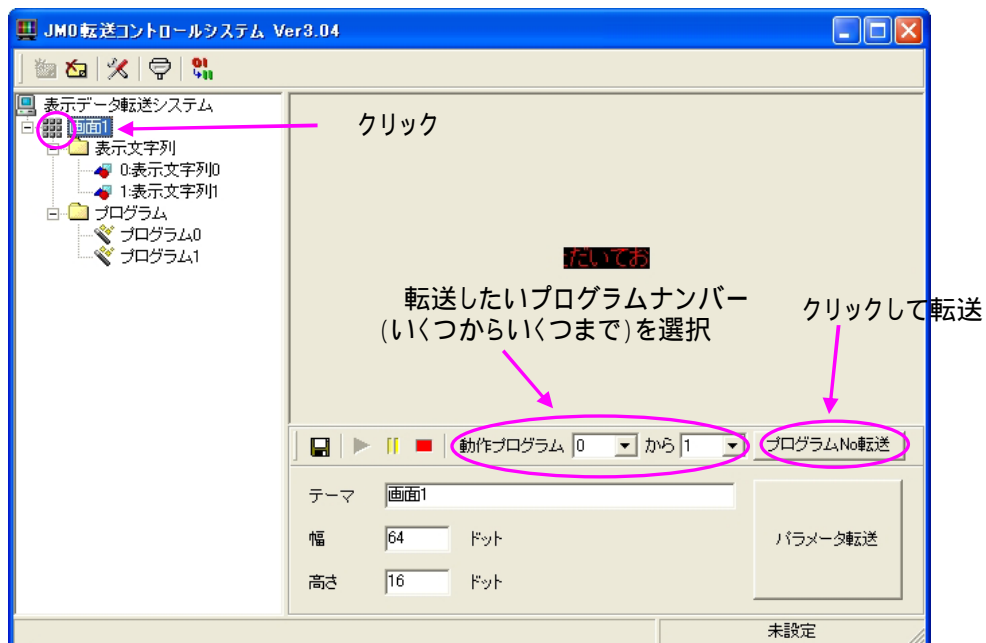 JM0転送コントロールシステム Ver3.04
表示データ転送システム
画面1
クリック
表示文字列
0:表示文字列0
1:表示文字列1
プログラム
プログラム0
プログラム1
だいてお
転送したいプログラムナンバー
(いくつからいくつまで)を選択
クリックして転送
動作プログラム 0 から 1 プログラムNo転送
テーマ 画面1
幅 64 ドット
パラメータ転送
高さ 16 ドット
未設定